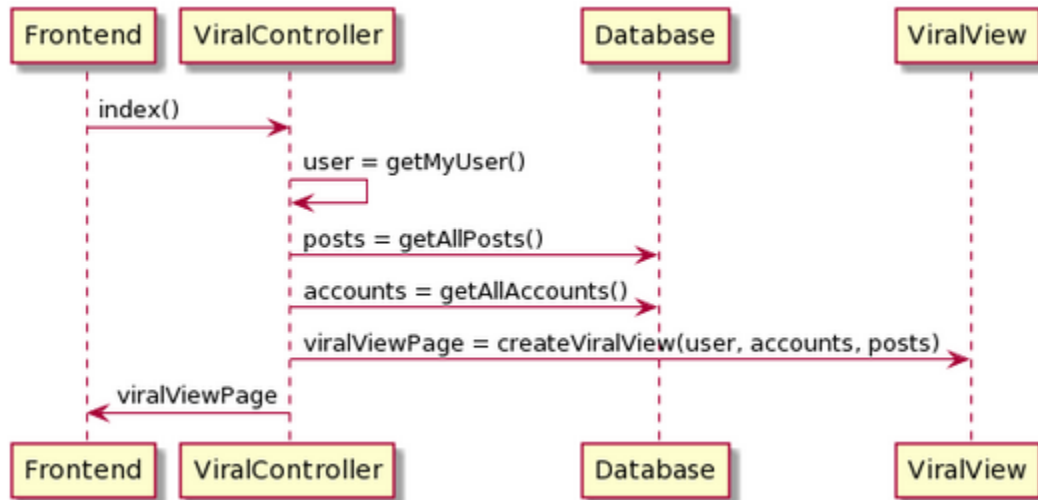 Frontend ViralController Database ViralView
index()
user = getMyUser()
posts = getAllPosts()
accounts = getAllAccounts()
viralViewPage = createViralView(user, accounts, posts)
viralViewPage
Frontend ViralController Database ViralView